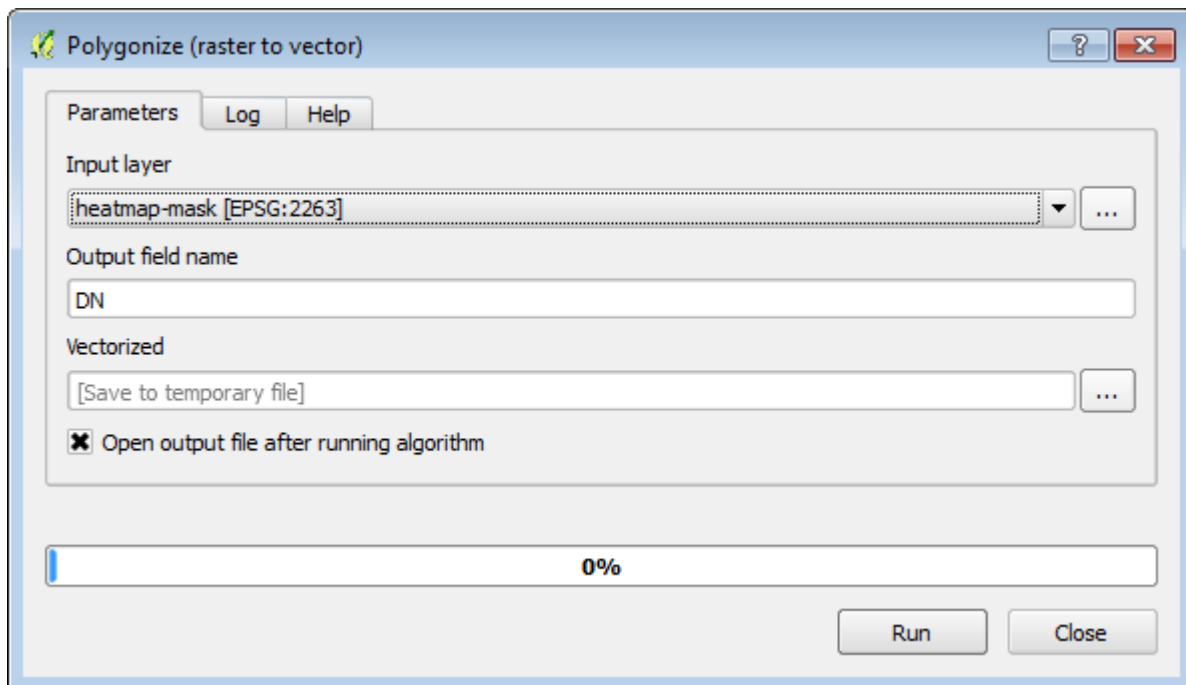 Polygonize (raster to vector)
?
Parameters Log Help
Input layer
heatmap-mask [EPSG:2263] ...
Output field name
DN
Vectorized
[Save to temporary file] ...
Open output file after running algorithm
0%
Run Close